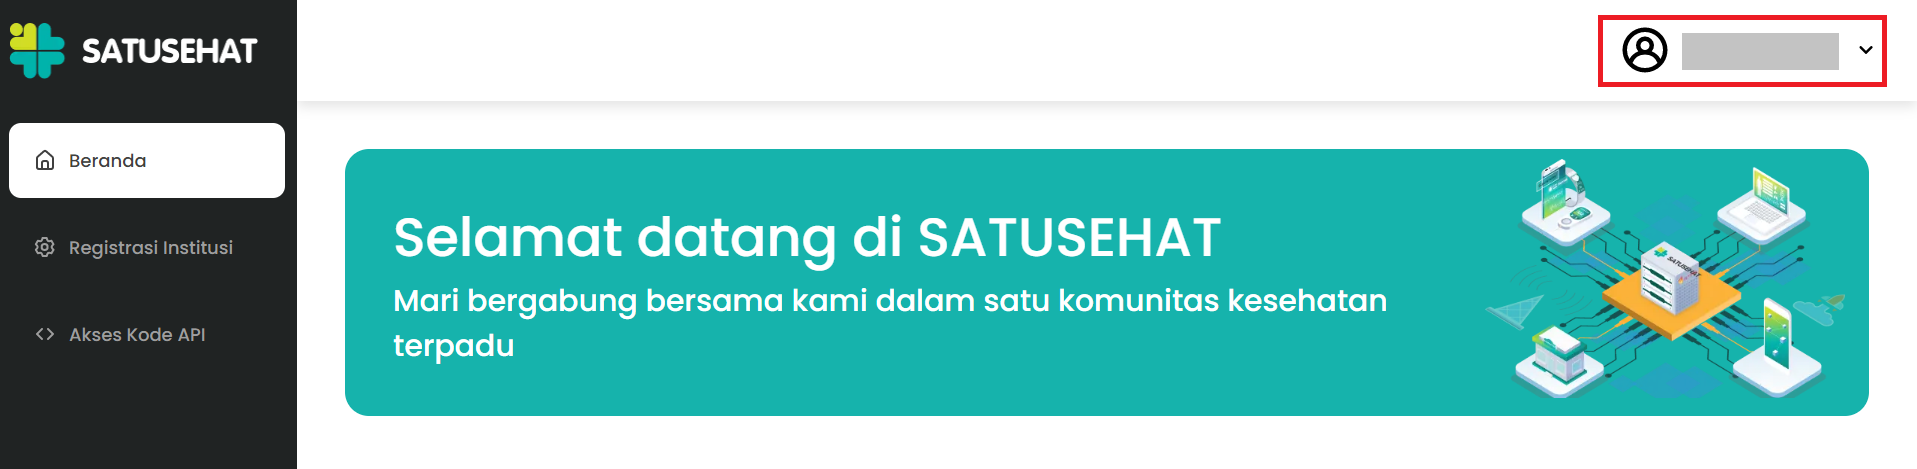 SATUSEHAT
Beranda
Registrasi Institusi
Akses Kode API
Selamat datang di SATUSEHAT
Mari bergabung bersama kami dalam satu komunitas kesehatan
terpadu
SATUSEHAT